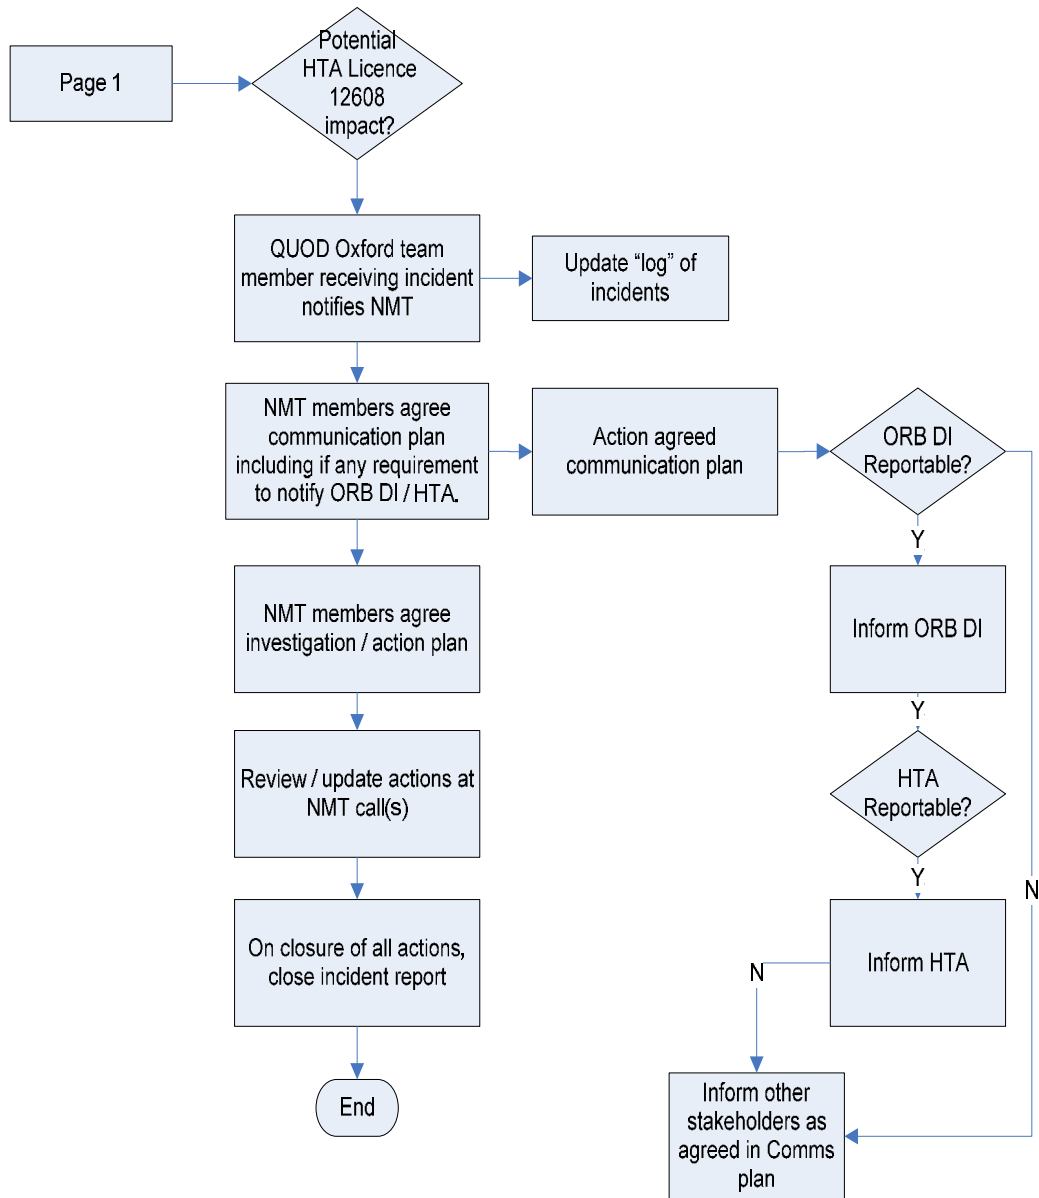 Page 1
Potential
HTA Licence
12608
impact?
QUOD Oxford team
member receiving incident
notifies NMT
Update “log” of
incidents
NMT members agree
communication plan
including if any requirement
to notify ORB DI / HTA.
Action agreed
communication plan
ORB DI
Reportable?
Y
NMT members agree
investigation / action plan
Inform ORB DI
Y
Review / update actions at
NMT call(s)
HTA
Reportable?
Y
N
On closure of all actions,
close incident report
Inform HTA
N
End
Inform other
stakeholders as
agreed in Comms
plan